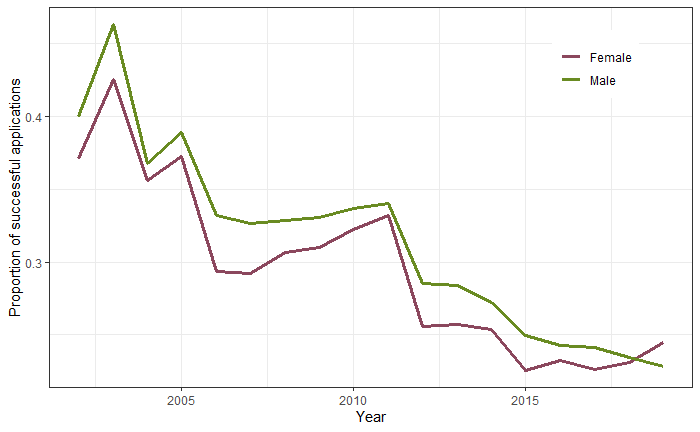 Female
Male
Proportion of successful applications
0.4
0.3
2005
2010
2015
Year